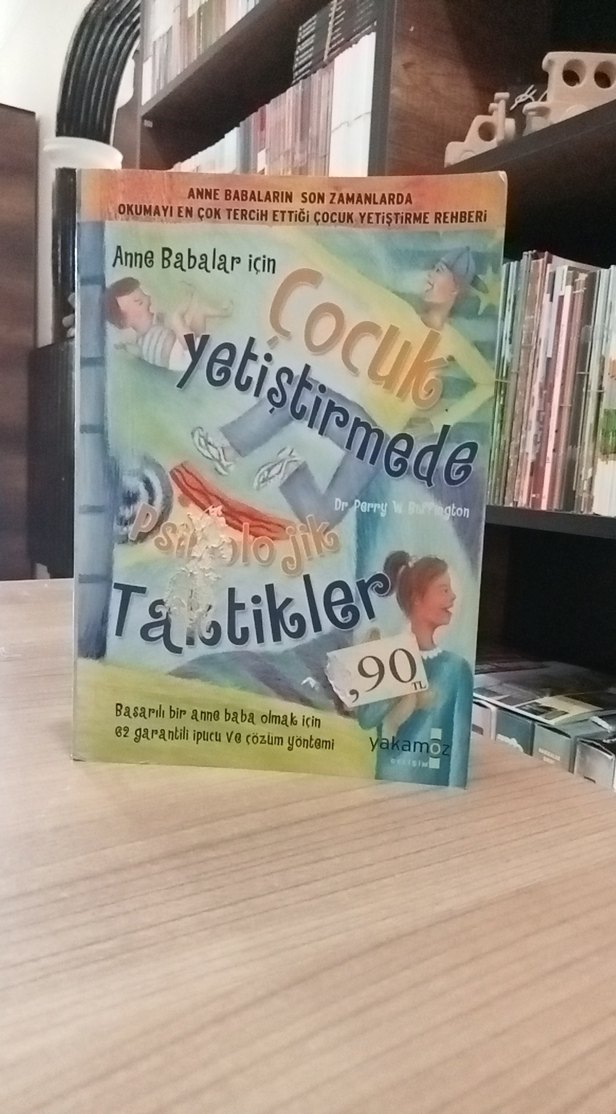 ANNE BABALARIN SON ZAMANLARDA
OKUMAYI EN ÇOK TERCİH ETTİĞİ ÇOCUK YETİŞTİRME REHBERİ
Anne Babalar için
Çocuk
yetiştirmede
Dr Perry W Buffington
Psikolojik
Taktikler
,90
TL
Başarılı bir anne baba olmak için
62 garantili ipucu ve çözüm yöntemi
yakamoz